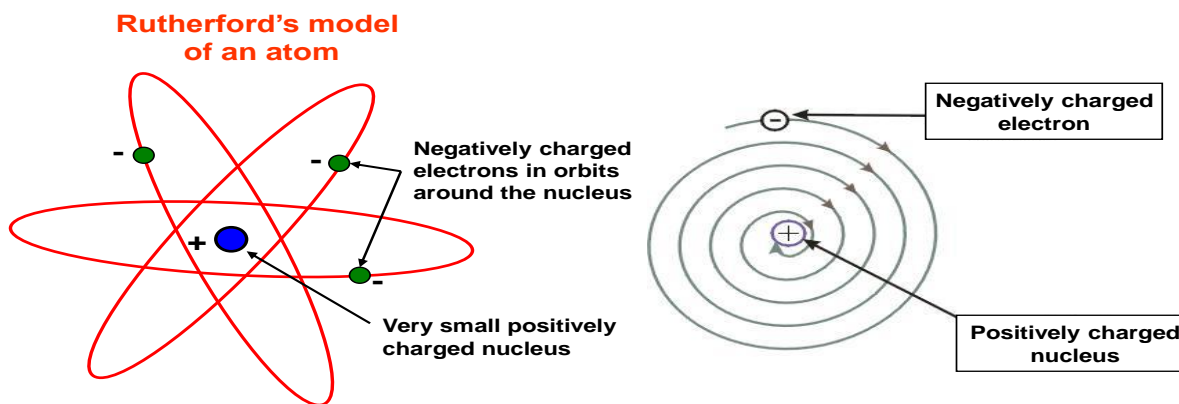 Rutherford's model
of an atom
-
-
Negatively charged
electrons in orbits
around the nucleus
+
-
Very small positively
charged nucleus
Negatively charged
electron
-
+
Positively charged
nucleus